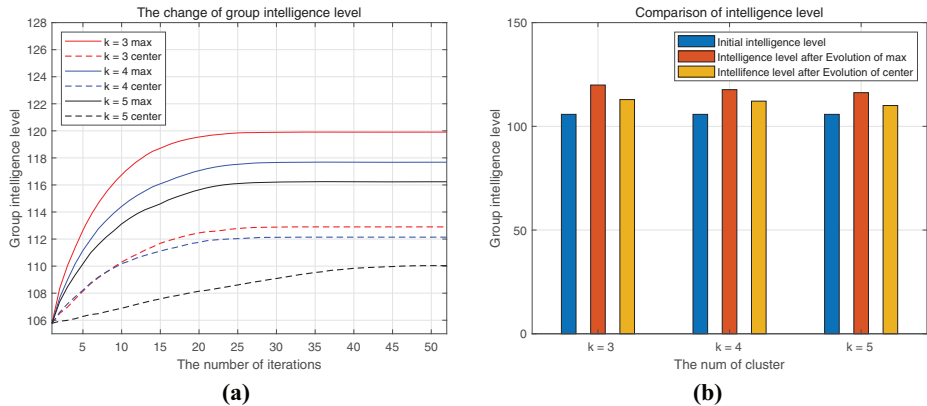 The change of group intelligence level
128
126
124
122
120
118
116
114
112
110
108
106
Group intelligence level
k = 3 max
k = 3 center
k = 4 max
k = 4 center
k = 5 max
k = 5 center
5 10 15 20 25 30 35 40 45 50
The number of iterations
(a)
Comparison of intelligence level
150
100
50
0
Group intelligence level
Initial intelligence level
Intelligence level after Evolution of max
Intellifence level after Evolution of center
k = 3 k = 4 k = 5
The num of cluster
(b)